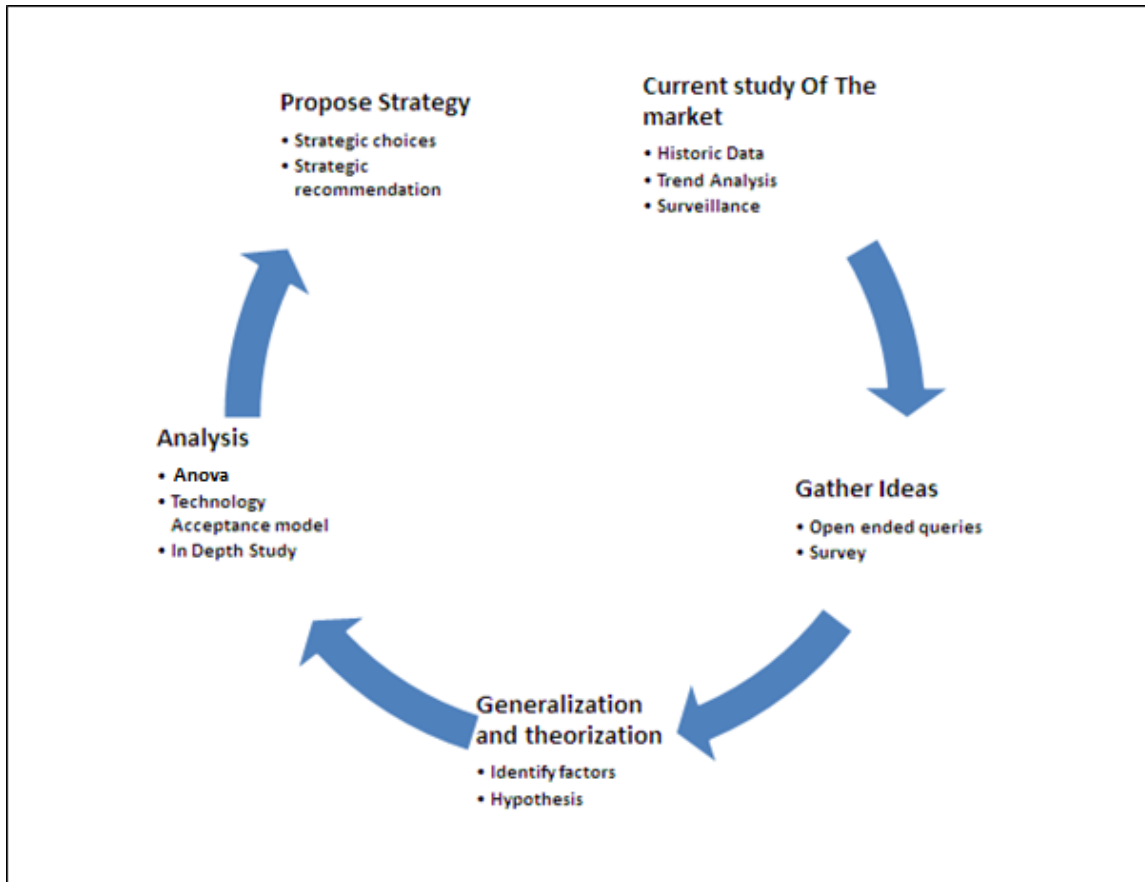 Current study Of The
market
• Historic Data
• Trend Analysis
• Surveillance
Gather Ideas
• Open ended queries
• Survey
Generalization
and theorization
• Identify factors
• Hypothesis
Analysis
• Anova
• Technology
Acceptance model
• In Depth Study
Propose Strategy
• Strategic choices
• Strategic
recommendation